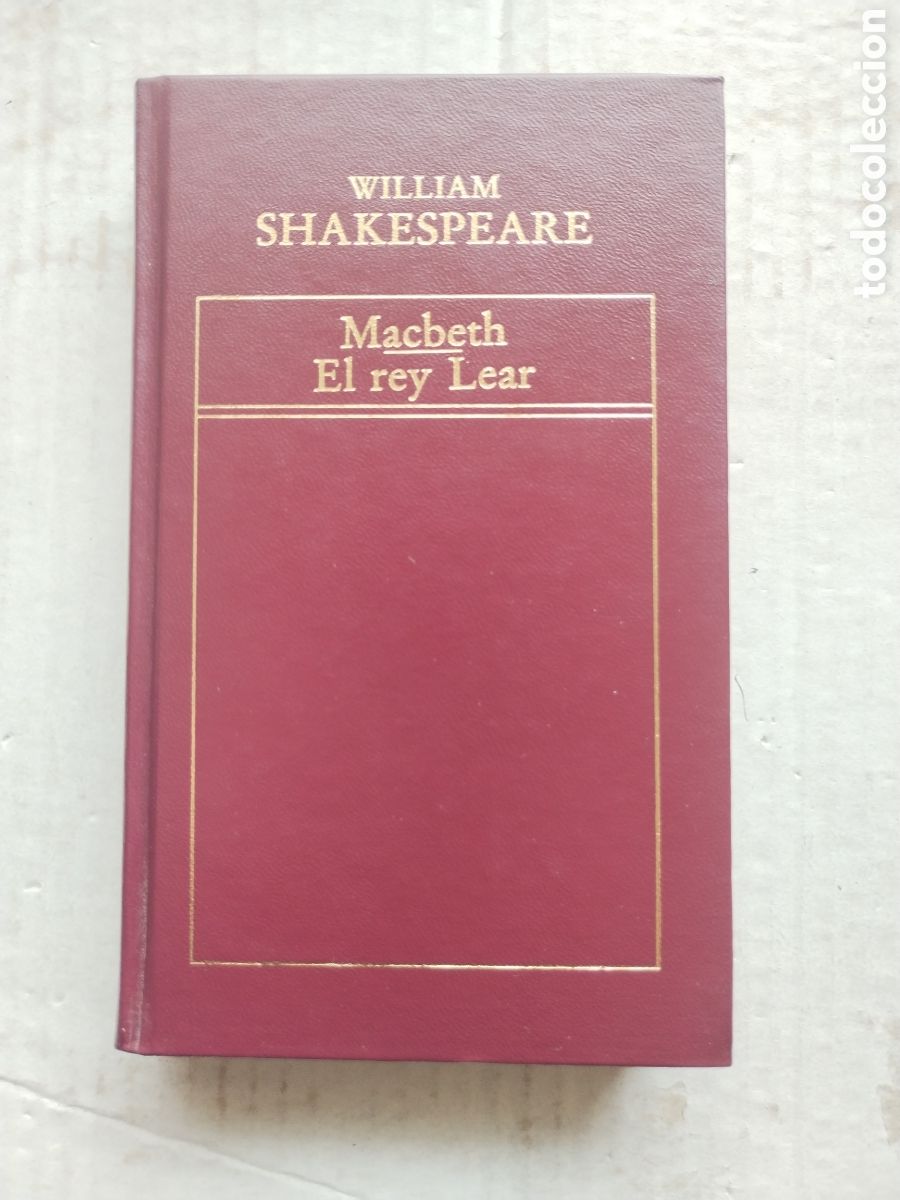 WILLIAM
SHAKESPEARE
Macbeth
El rey Lear
todocoleccion